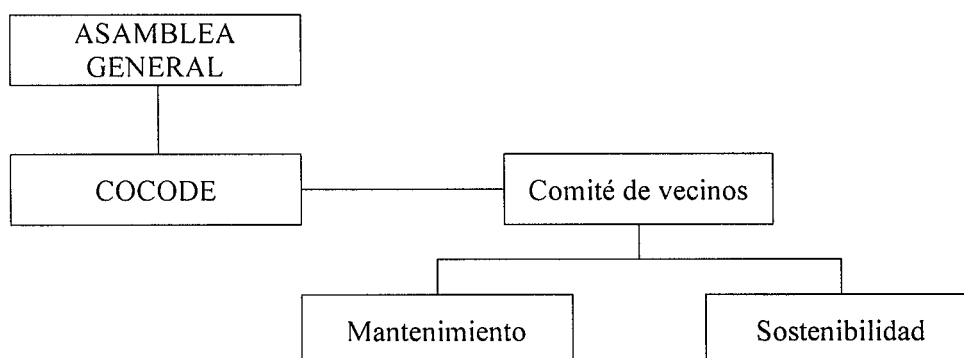 ASAMBLEA
GENERAL
COCODE
Comité de vecinos
Mantenimiento
Sostenibilidad